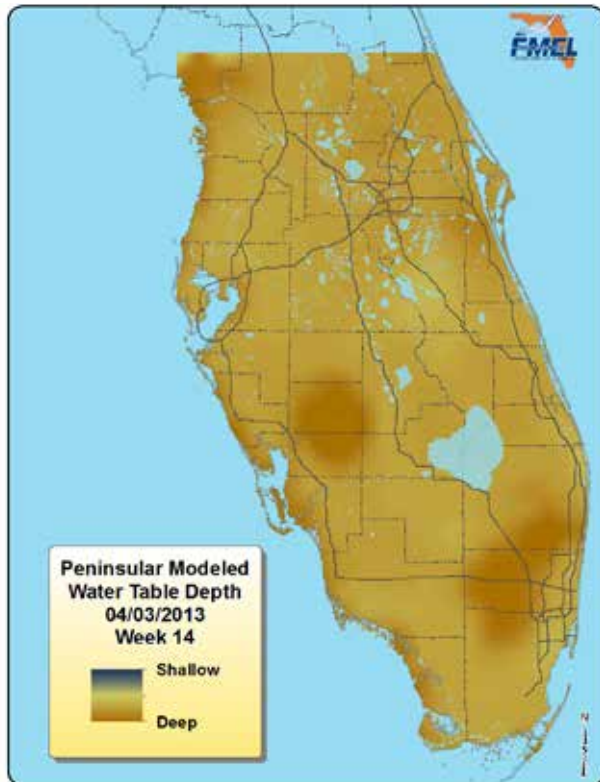 FMEL
Peninsular Modeled
Water Table Depth
04/03/2013
Week 14
Shallow
Deep
N